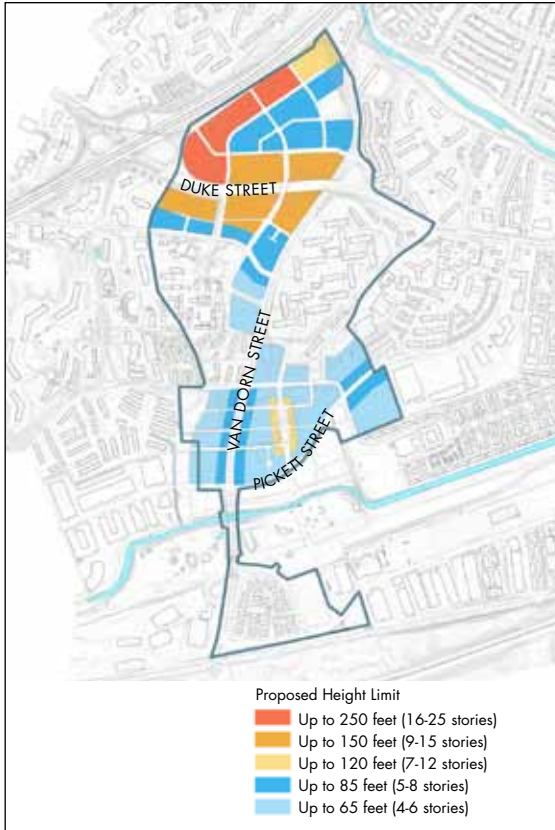 DUKE STREET
VAN DORN STREET
PICKETT STREET
Proposed Height Limit
Up to 250 feet (16-25 stories)
Up to 150 feet (9-15 stories)
Up to 120 feet (7-12 stories)
Up to 85 feet (5-8 stories)
Up to 65 feet (4-6 stories)